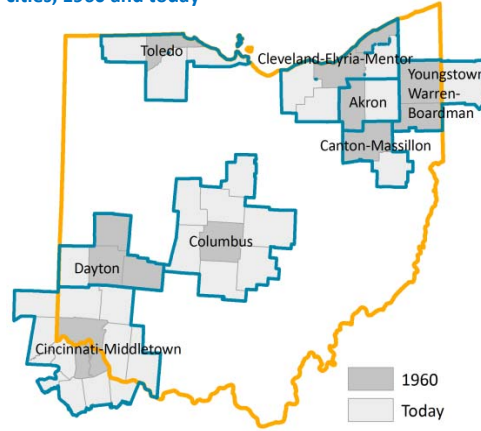 cities, 1960 and today
Toledo
Cleveland-Elyria-Mentor
Youngstown
Warren-
Boardman
Akron
Canton-Massillon
Columbus
Dayton
Cincinnati-Middletown
1960
Today